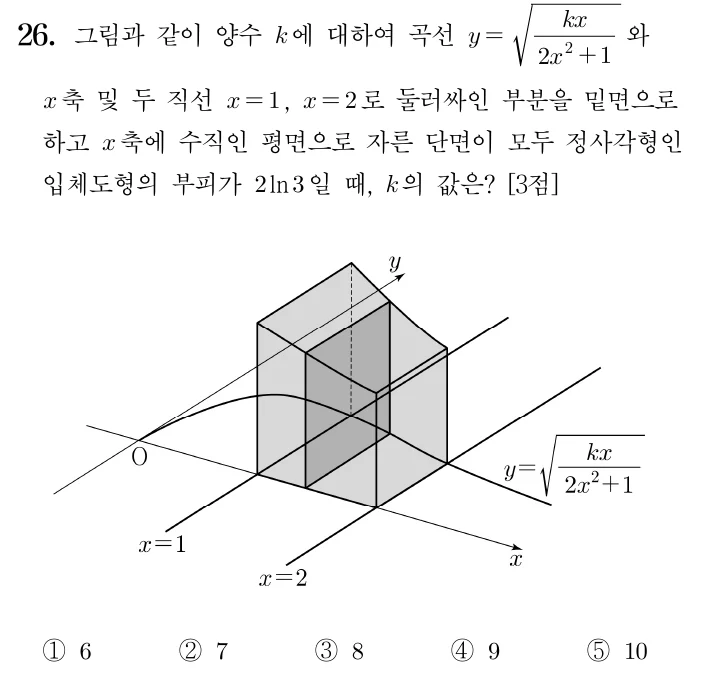 26. 그림과 같이 양수 k에 대하여 곡선 y=√(kx/(2x²+1)) 와
x축 및 두 직선 x=1, x=2로 둘러싸인 부분을 밑면으로
하고 x축에 수직인 평면으로 자른 단면이 모두 정사각형인
입체도형의 부피가 2ln3일 때, k의 값은? [3점]
y
O
y=√(kx/(2x²+1))
x=1
x
x=2
① 6 ② 7 ③ 8 ④ 9 ⑤ 10